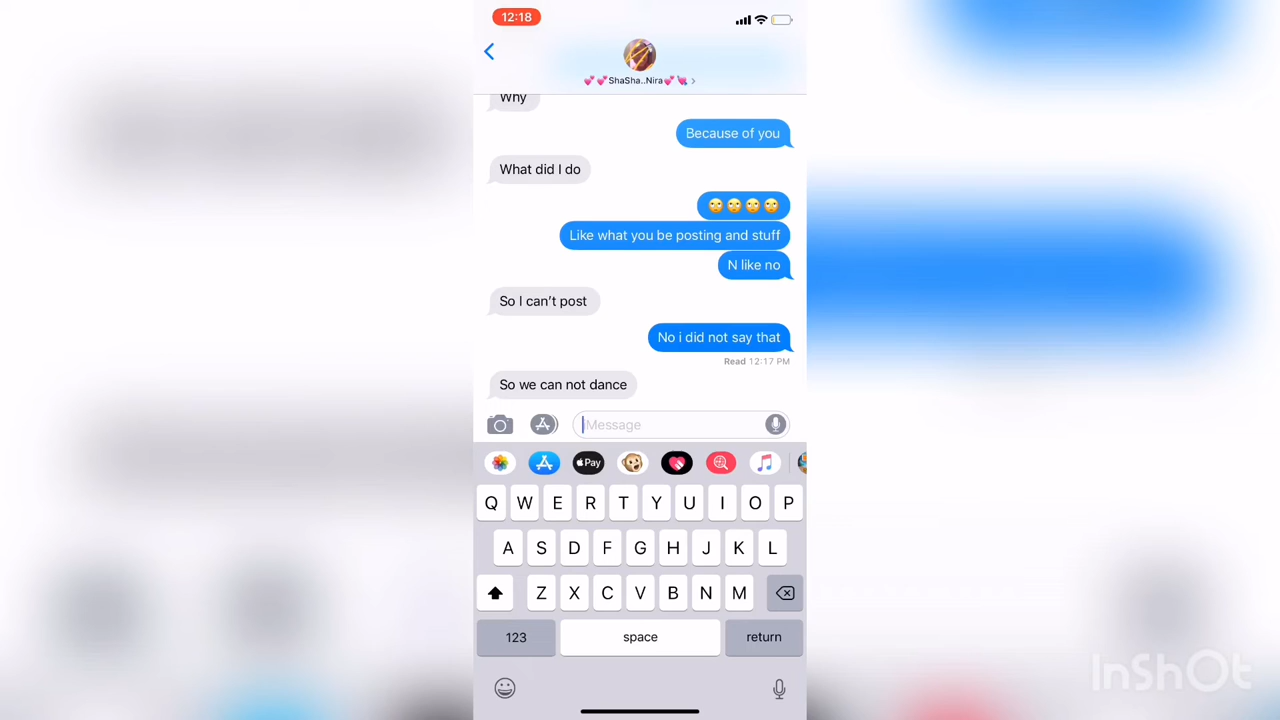 12:18
💕💕ShaSha..Nira💕💘 ›
Why
Because of you
What did I do
🙄🙄🙄🙄
Like what you be posting and stuff
N like no
So I can’t post
No i did not say that
Read 12:17 PM
So we can not dance
Message
Pay
Q W E R T Y U I O P
A S D F G H J K L
Z X C V B N M
123 space return
InShOt